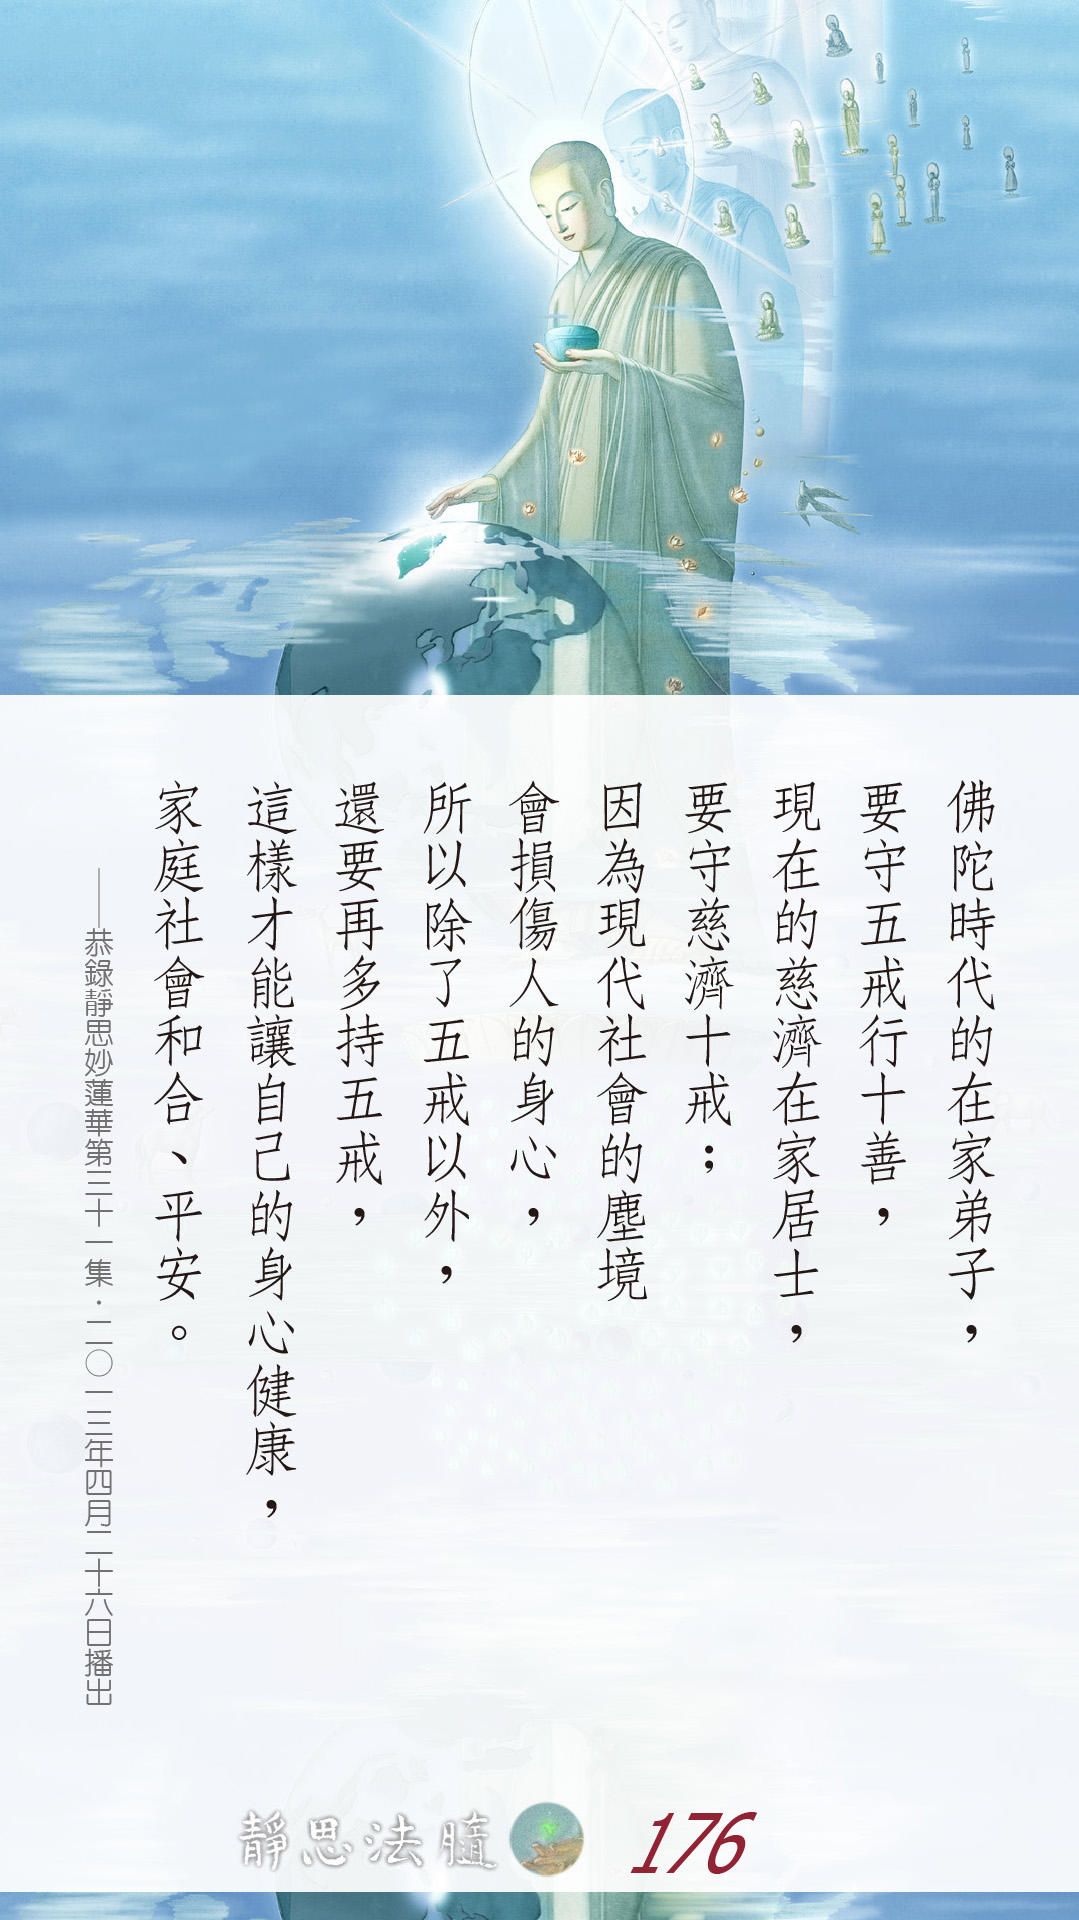 佛陀時代的在家弟子，
要守五戒行十善，
現在的慈濟在家居士，
要守慈濟十戒；
因為現代社會的塵境
會損傷人的身心，
所以除了五戒以外，
還要再多持五戒，
這樣才能讓自己的身心健康，
家庭社會和合、平安。
——恭錄靜思妙蓮華第三十一集．二〇一三年四月二十六日播出
靜思法髓
176